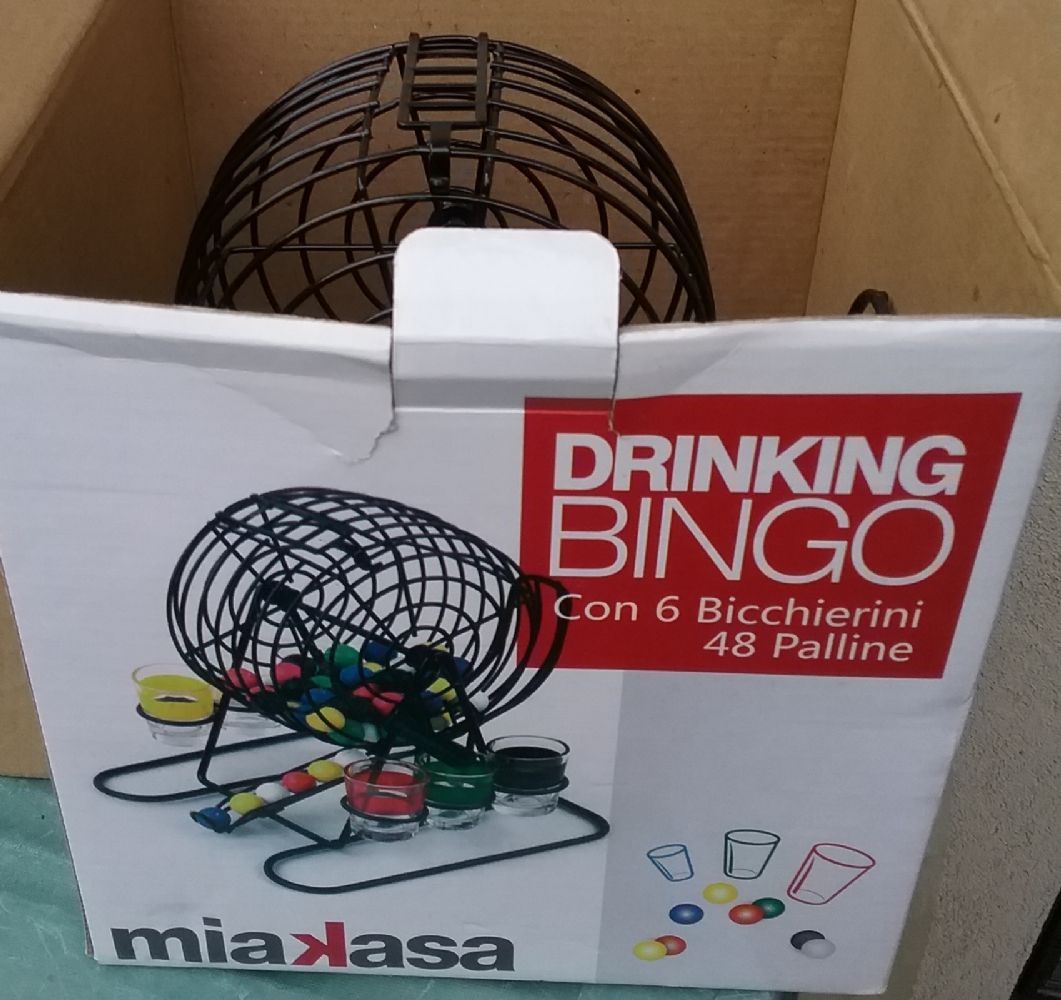 DRINKING
BINGO
Con 6 Bicchierini
48 Palline
miakasa